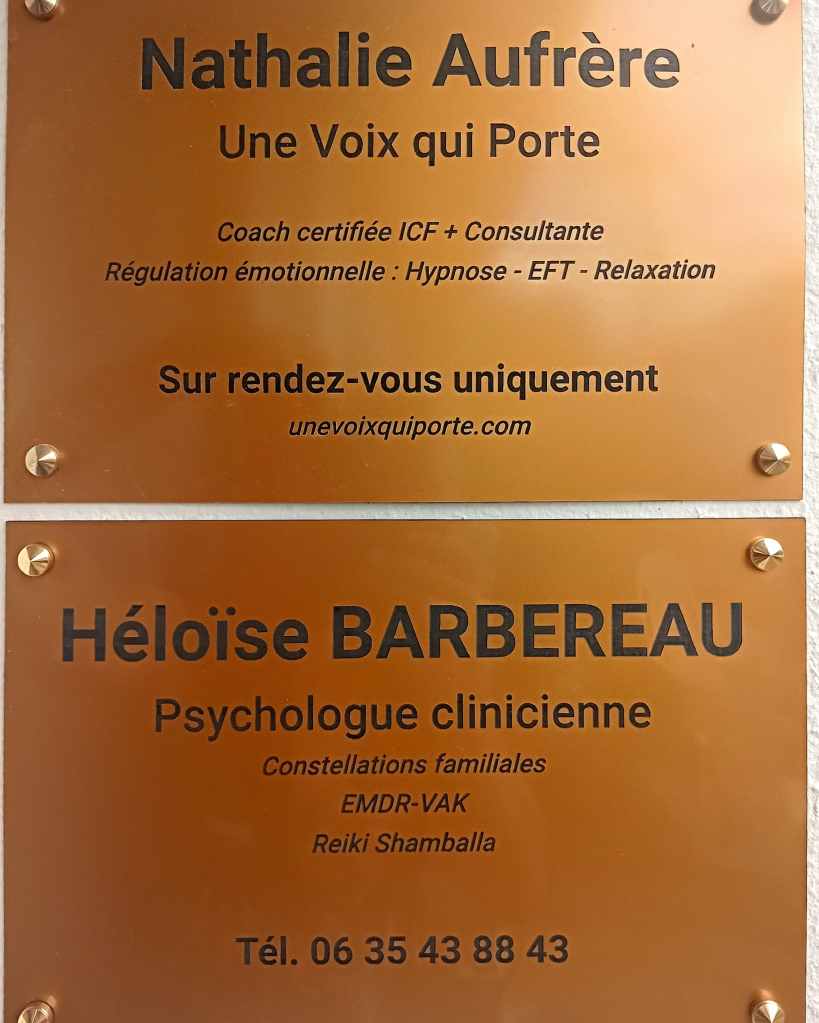 Nathalie Aufrère
Une Voix qui Porte
Coach certifiée ICF + Consultante
Régulation émotionnelle : Hypnose - EFT - Relaxation
Sur rendez-vous uniquement
unevoixquiporte.com
Héloïse BARBEREAU
Psychologue clinicienne
Constellations familiales
EMDR-VAK
Reiki Shamballa
Tél. 06 35 43 88 43